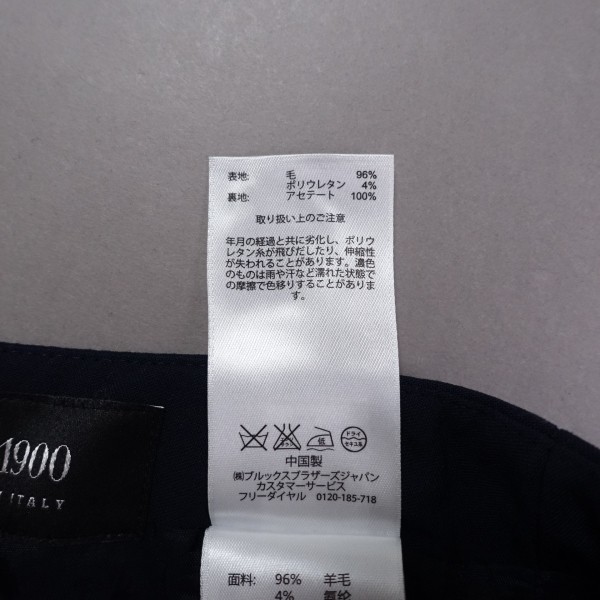 表地: 毛 96%
ポリウレタン 4%
裏地: アセテート 100%
取り扱い上のご注意
年月の経過と共に劣化し、ポリウ
レタン糸が飛びだしたり、伸縮性
が失われることがあります。濃色
のものは雨や汗など濡れた状態で
の摩擦で色移りすることがありま
す。
低 ドライ セキユ系
中国製
㈱ブルックスブラザーズジャパン
カスタマーサービス
フリーダイヤル 0120-185-718
1900
ITALY
面料: 96% 羊毛
4% 氨纶